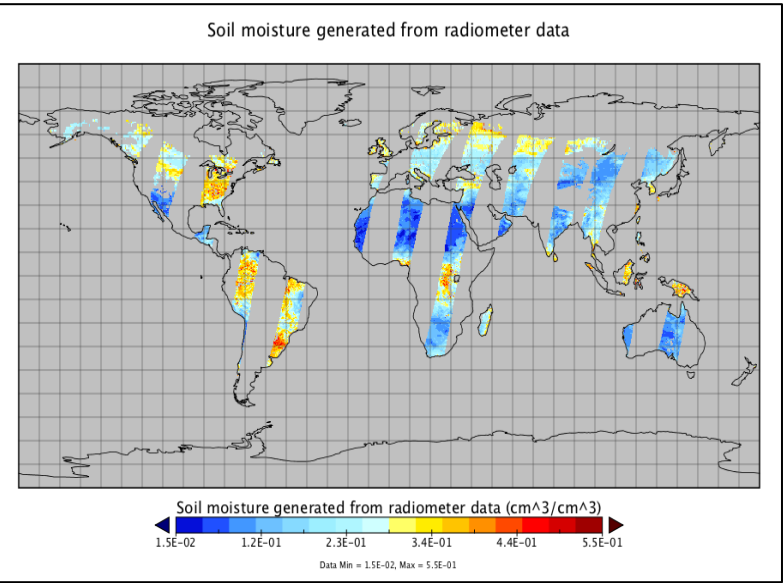 Soil moisture generated from radiometer data
Soil moisture generated from radiometer data (cm^3/cm^3)
1.5E-02 1.2E-01 2.3E-01 3.4E-01 4.4E-01 5.5E-01
Data Min = 1.5E-02, Max = 5.5E-01